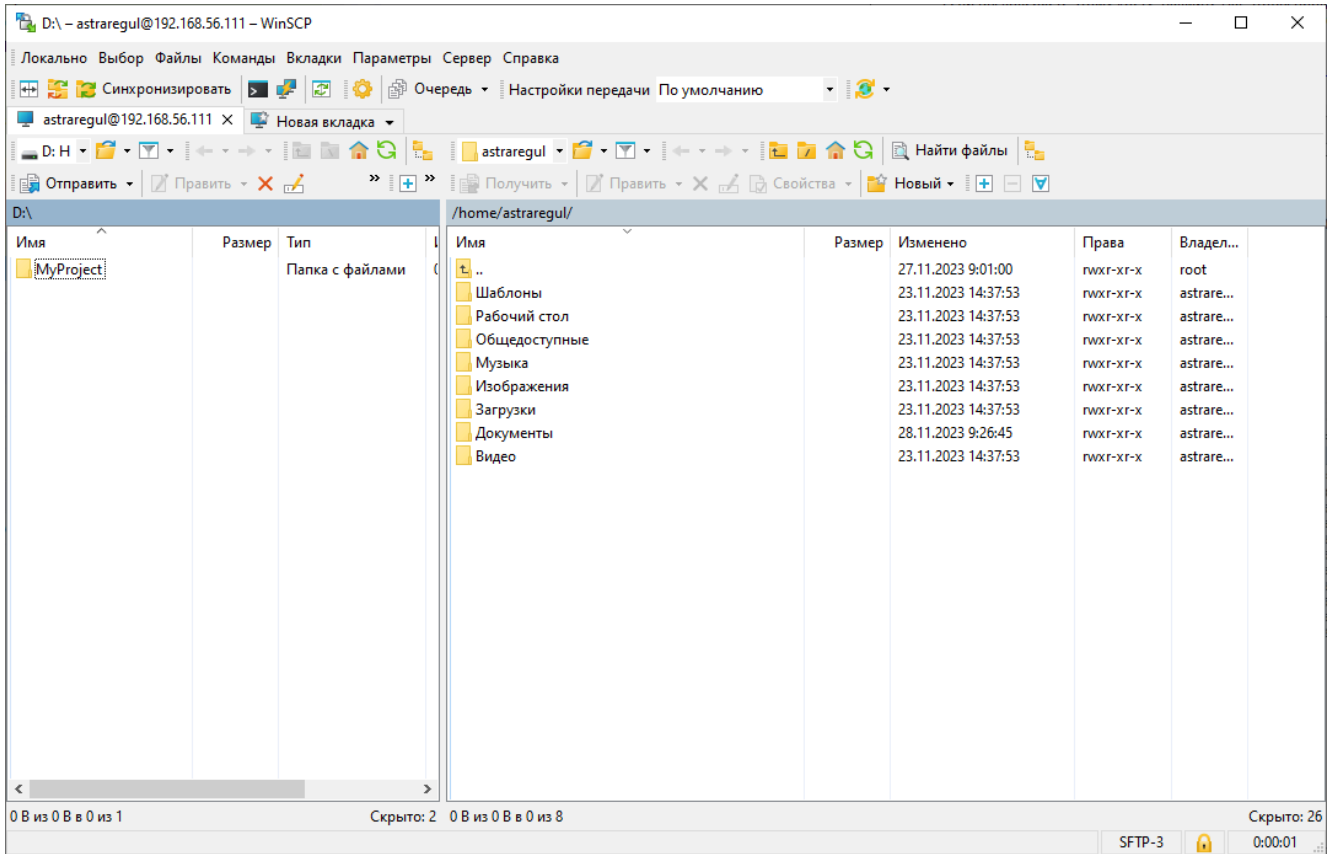 D:\ – astraregul@192.168.56.111 – WinSCP
Локально Выбор Файлы Команды Вкладки Параметры Сервер Справка
Синхронизировать Очередь Настройки передачи По умолчанию
astraregul@192.168.56.111 Новая вкладка
D: Н astraregul Найти файлы
Отправить Править Получить Править Свойства Новый
D:\ /home/astraregul/
Имя Размер Тип Имя Размер Изменено Права Владел...
MyProject Папка с файлами .. 27.11.2023 9:01:00 rwxr-xr-x root
Шаблоны 23.11.2023 14:37:53 rwxr-xr-x astrare...
Рабочий стол 23.11.2023 14:37:53 rwxr-xr-x astrare...
Общедоступные 23.11.2023 14:37:53 rwxr-xr-x astrare...
Музыка 23.11.2023 14:37:53 rwxr-xr-x astrare...
Изображения 23.11.2023 14:37:53 rwxr-xr-x astrare...
Загрузки 23.11.2023 14:37:53 rwxr-xr-x astrare...
Документы 28.11.2023 9:26:45 rwxr-xr-x astrare...
Видео 23.11.2023 14:37:53 rwxr-xr-x astrare...
0 B из 0 B в 0 из 1 Скрыто: 2 0 B из 0 B в 0 из 8 Скрыто: 26
SFTP-3 0:00:01